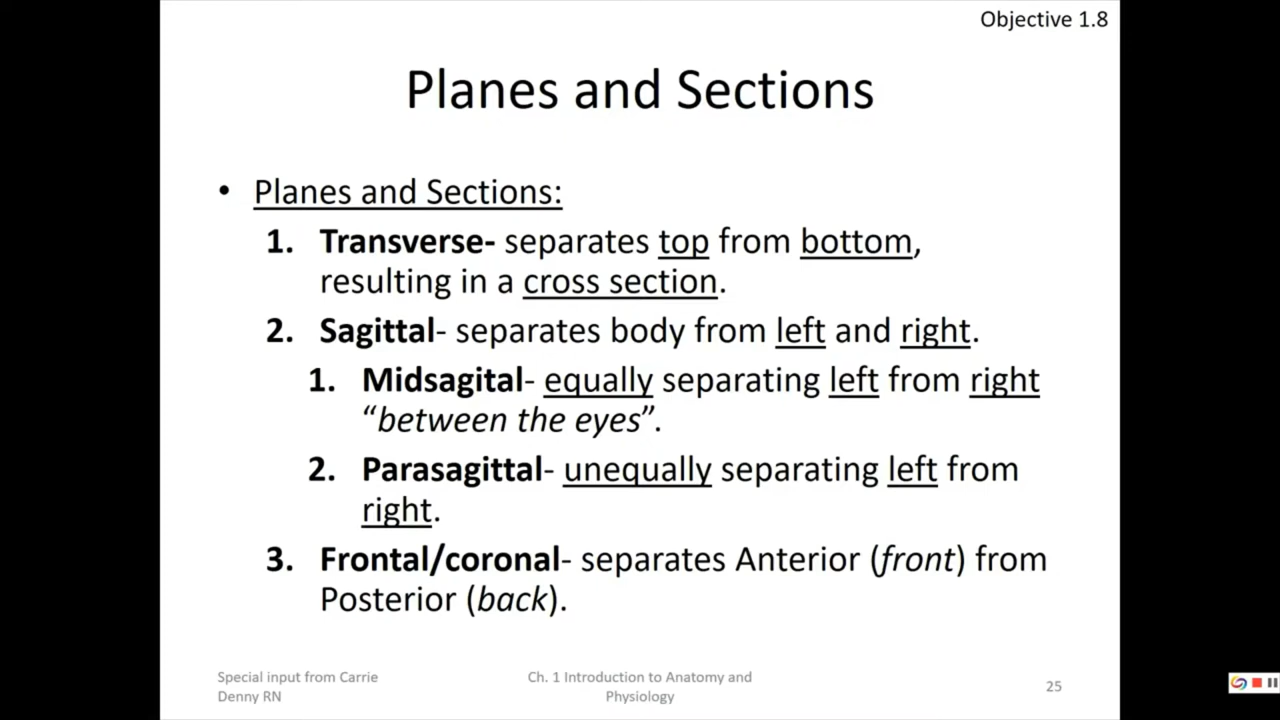 Objective 1.8
Planes and Sections
• Planes and Sections:
1. Transverse- separates top from bottom,
resulting in a cross section.
2. Sagittal- separates body from left and right.
1. Midsagital- equally separating left from right
“between the eyes”.
2. Parasagittal- unequally separating left from
right.
3. Frontal/coronal- separates Anterior (front) from
Posterior (back).
Special input from Carrie
Denny RN
Ch. 1 Introduction to Anatomy and
Physiology
25